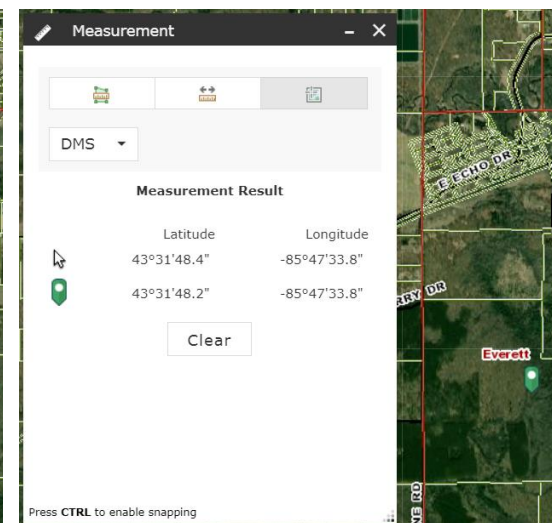 Measurement
DMS
Measurement Result
Latitude Longitude
43°31'48.4" -85°47'33.8"
43°31'48.2" -85°47'33.8"
Clear
Press CTRL to enable snapping
E ECHO DR
RRY DR
Everett
NE RD